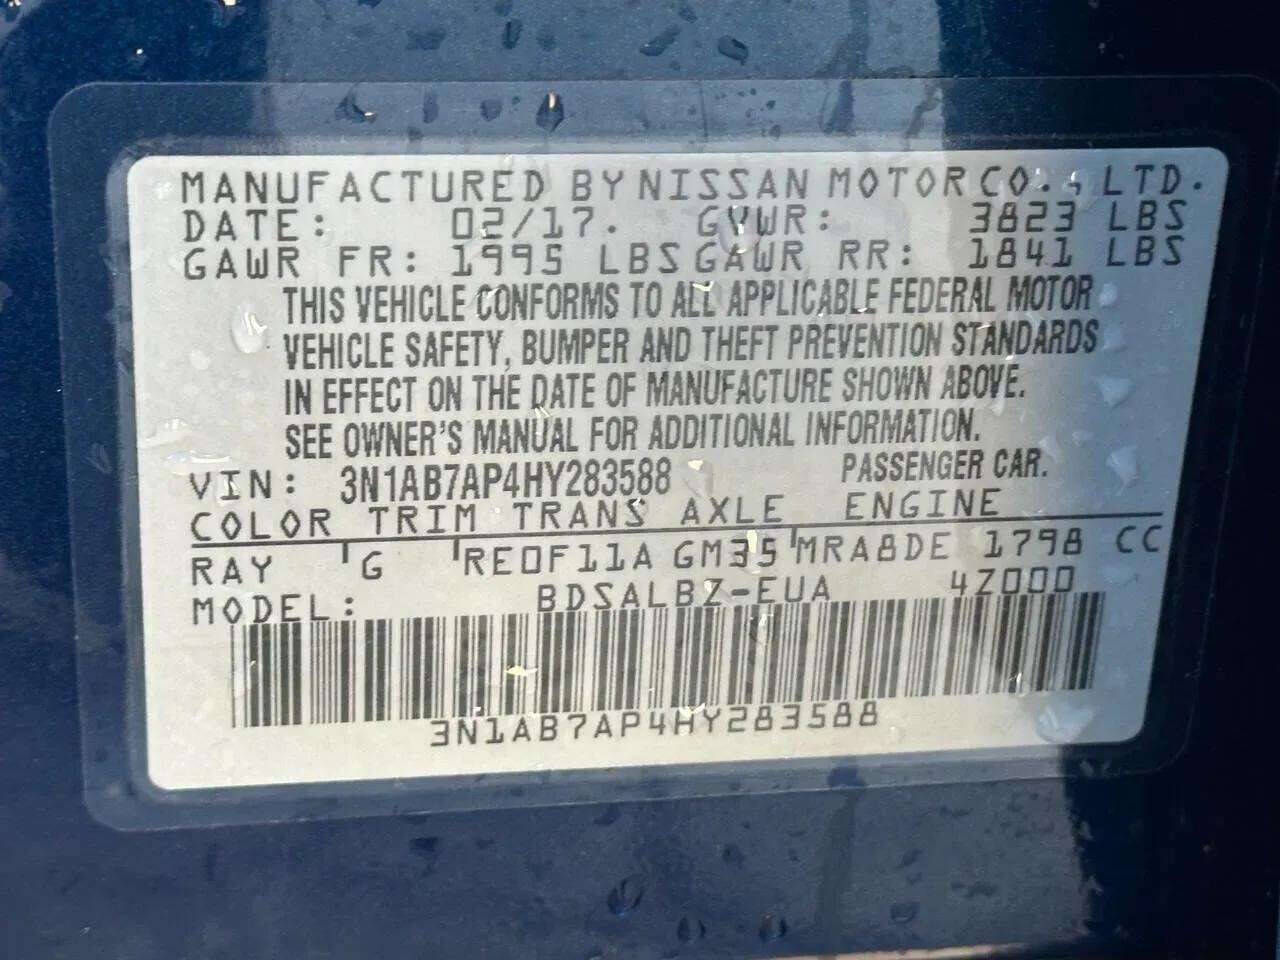 MANUFACTURED BY NISSAN MOTOR CO., LTD.
DATE: 02/17. GVWR: 3823 LBS
GAWR FR: 1995 LBS GAWR RR: 1841 LBS
THIS VEHICLE CONFORMS TO ALL APPLICABLE FEDERAL MOTOR
VEHICLE SAFETY, BUMPER AND THEFT PREVENTION STANDARDS
IN EFFECT ON THE DATE OF MANUFACTURE SHOWN ABOVE.
SEE OWNER'S MANUAL FOR ADDITIONAL INFORMATION.
VIN: 3N1AB7AP4HY283588 PASSENGER CAR.
COLOR TRIM TRANS AXLE ENGINE
RAY G RE0F11A GM35 MRA8DE 1798 CC
MODEL: BDSALBZ-EUA 4Z000
3N1AB7AP4HY283588